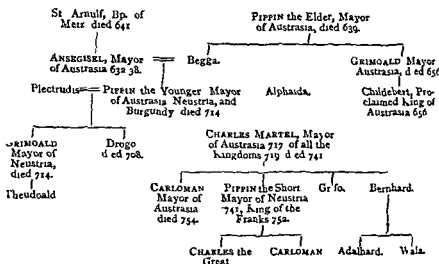 St Arnulf, Bp. of
Metz died 641
PIPPIN the Elder, Mayor
of Austrasia, died 639.
ANSEGISEL, Mayor
of Austrasia 632 38.
Begga.
GRIMOALD Mayor
Austrasia, d ed 656
Plectrudis
PIPPIN the Younger Mayor
of Austrasia Neustria, and
Burgundy died 714
Alphaida.
Childebert, Pro-
claimed king of
Austrasia 656
GRIMOALD
Mayor of
Neustria,
died 714.
Drogo
d ed 708.
CHARLES MARTEL, Mayor
of Austrasia 717 of all the
kingdoms 719 d ed 741
Theudoald
CARLOMAN
Mayor of
Austrasia
died 754.
PIPPIN the Short
Mayor of Neustria
741, king of the
Franks 752.
Gr fo.
Bernhard.
CHARLES the
Great
CARLOMAN
Adalhard.
Wala.